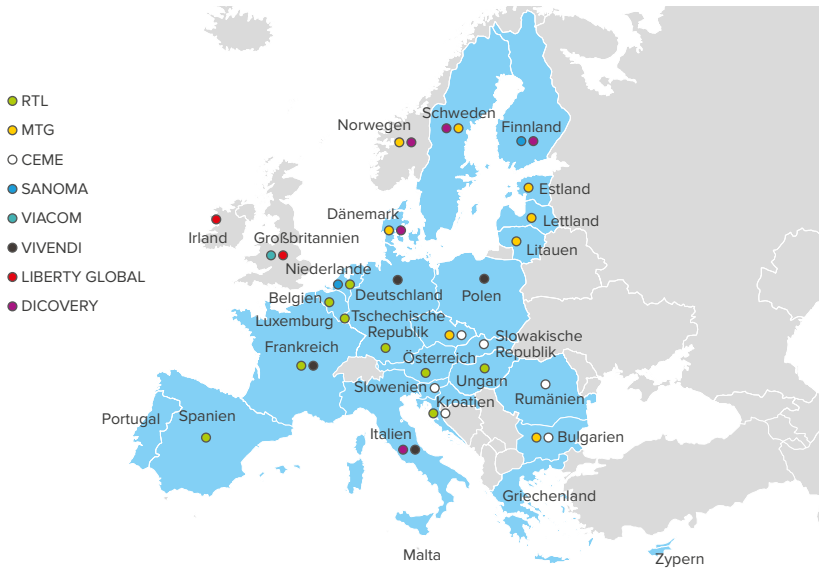 RTL
MTG
CEME
SANOMA
VIACOM
VIVENDI
LIBERTY GLOBAL
DICOVERY
Schweden
Norwegen
Finnland
Estland
Dänemark
Lettland
Irland
Großbritannien
Litauen
Niederlande
Belgien
Deutschland
Polen
Luxemburg
Tschechische
Republik
Slowakische
Republik
Frankreich
Österreich
Ungarn
Slowenien
Kroatien
Rumänien
Portugal
Spanien
Italien
Bulgarien
Griechenland
Malta
Zypern